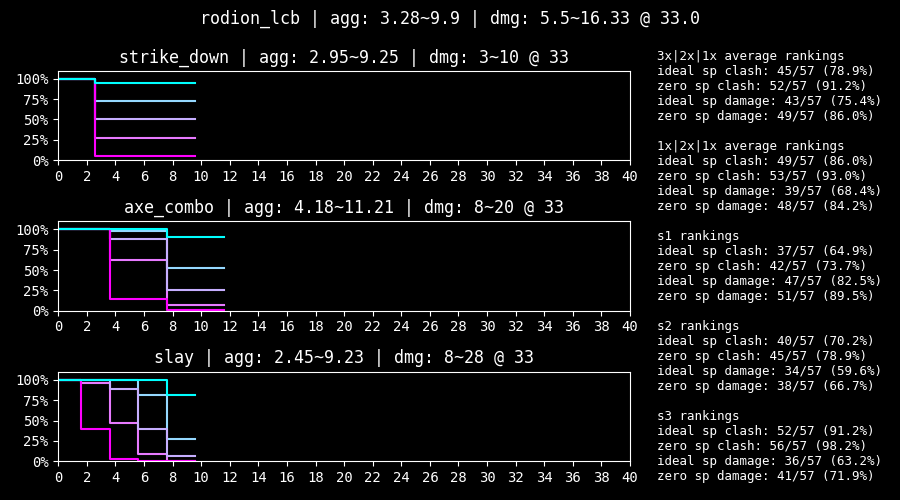 rodion_lcb | agg: 3.28~9.9 | dmg: 5.5~16.33 @ 33.0
strike_down | agg: 2.95~9.25 | dmg: 3~10 @ 33
100%
75%
50%
25%
0%
0 2 4 6 8 10 12 14 16 18 20 22 24 26 28 30 32 34 36 38 40
axe_combo | agg: 4.18~11.21 | dmg: 8~20 @ 33
100%
75%
50%
25%
0%
0 2 4 6 8 10 12 14 16 18 20 22 24 26 28 30 32 34 36 38 40
slay | agg: 2.45~9.23 | dmg: 8~28 @ 33
100%
75%
50%
25%
0%
0 2 4 6 8 10 12 14 16 18 20 22 24 26 28 30 32 34 36 38 40
3x|2x|1x average rankings
ideal sp clash: 45/57 (78.9%)
zero sp clash: 52/57 (91.2%)
ideal sp damage: 43/57 (75.4%)
zero sp damage: 49/57 (86.0%)
1x|2x|1x average rankings
ideal sp clash: 49/57 (86.0%)
zero sp clash: 53/57 (93.0%)
ideal sp damage: 39/57 (68.4%)
zero sp damage: 48/57 (84.2%)
s1 rankings
ideal sp clash: 37/57 (64.9%)
zero sp clash: 42/57 (73.7%)
ideal sp damage: 47/57 (82.5%)
zero sp damage: 51/57 (89.5%)
s2 rankings
ideal sp clash: 40/57 (70.2%)
zero sp clash: 45/57 (78.9%)
ideal sp damage: 34/57 (59.6%)
zero sp damage: 38/57 (66.7%)
s3 rankings
ideal sp clash: 52/57 (91.2%)
zero sp clash: 56/57 (98.2%)
ideal sp damage: 36/57 (63.2%)
zero sp damage: 41/57 (71.9%)